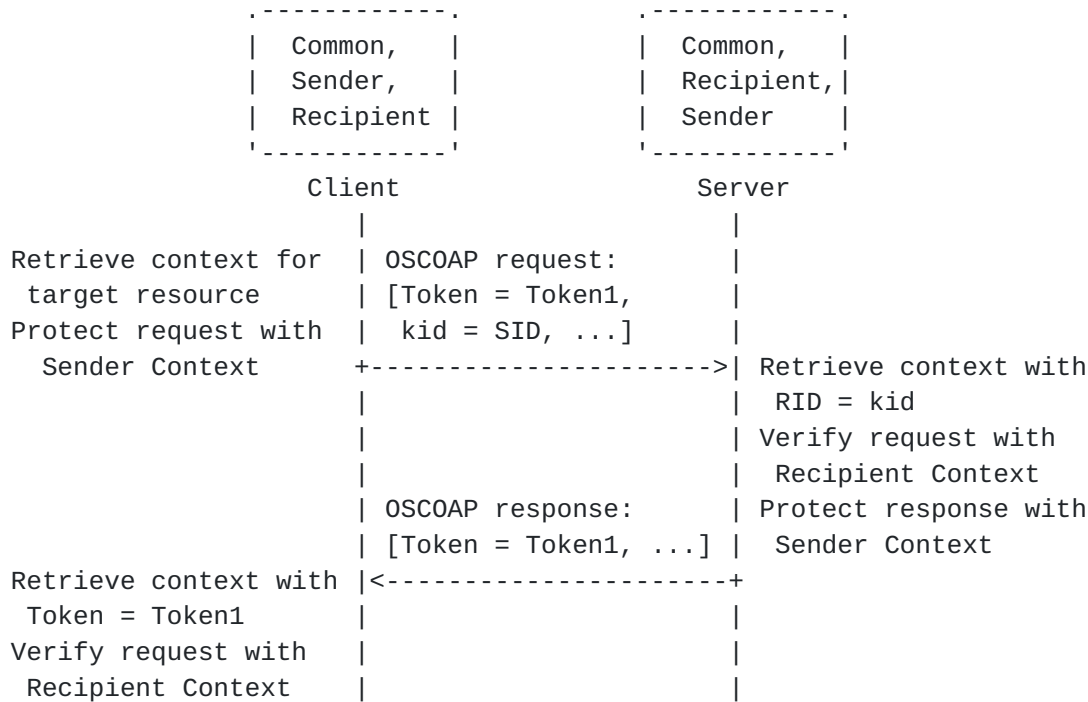 .------------.                .------------.
|  Common,   |                |  Common,   |
|  Sender,   |                |  Recipient,|
|  Recipient |                |  Sender    |
'------------'                '------------'
Client                   Server
|                       |
Retrieve context for  | OSCOAP request:       |
target resource      | [Token = Token1,      |
Protect request with  |  kid = SID, ...]      |
Sender Context      +---------------------->| Retrieve context with
|                       |  RID = kid
|                       | Verify request with
|                       |  Recipient Context
| OSCOAP response:      | Protect response with
| [Token = Token1, ...] |  Sender Context
Retrieve context with |<----------------------+
Token = Token1       |                       |
Verify request with   |                       |
Recipient Context    |                       |